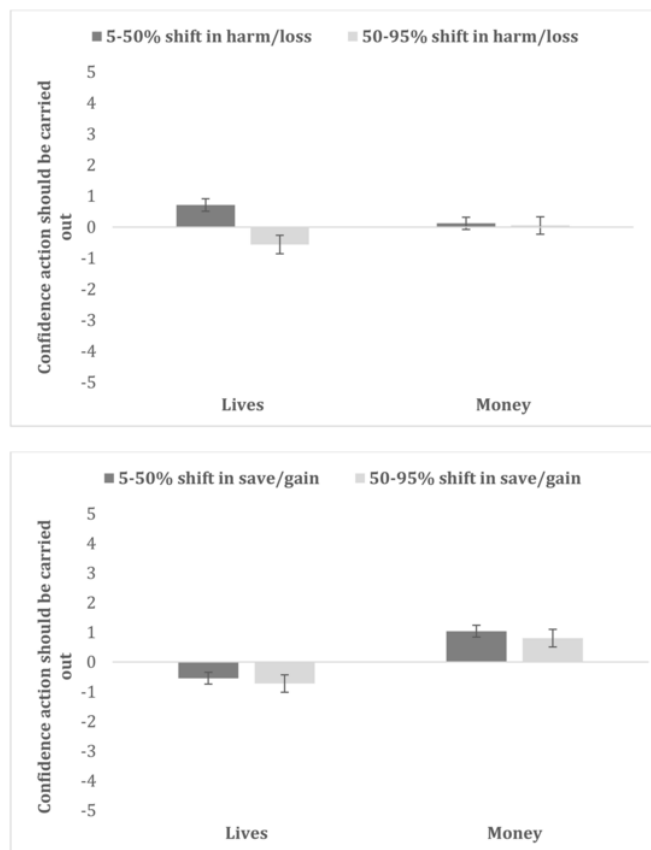 5-50% shift in harm/loss 50-95% shift in harm/loss
Confidence action should be carried
out
5
4
3
2
1
0
-1
-2
-3
-4
-5
Lives Money
5-50% shift in save/gain 50-95% shift in save/gain
Confidence action should be carried
out
5
4
3
2
1
0
-1
-2
-3
-4
-5
Lives Money